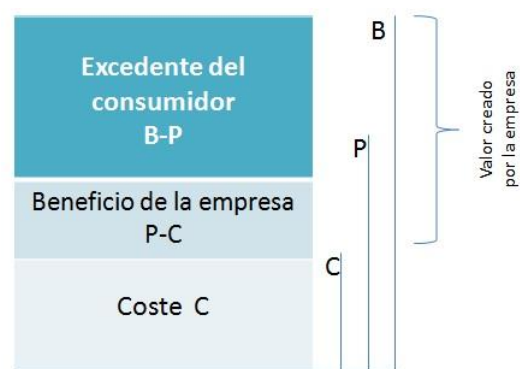 Excedente del
consumidor
B-P
Beneficio de la empresa
P-C
Coste C
B
P
C
Valor creado
por la empresa